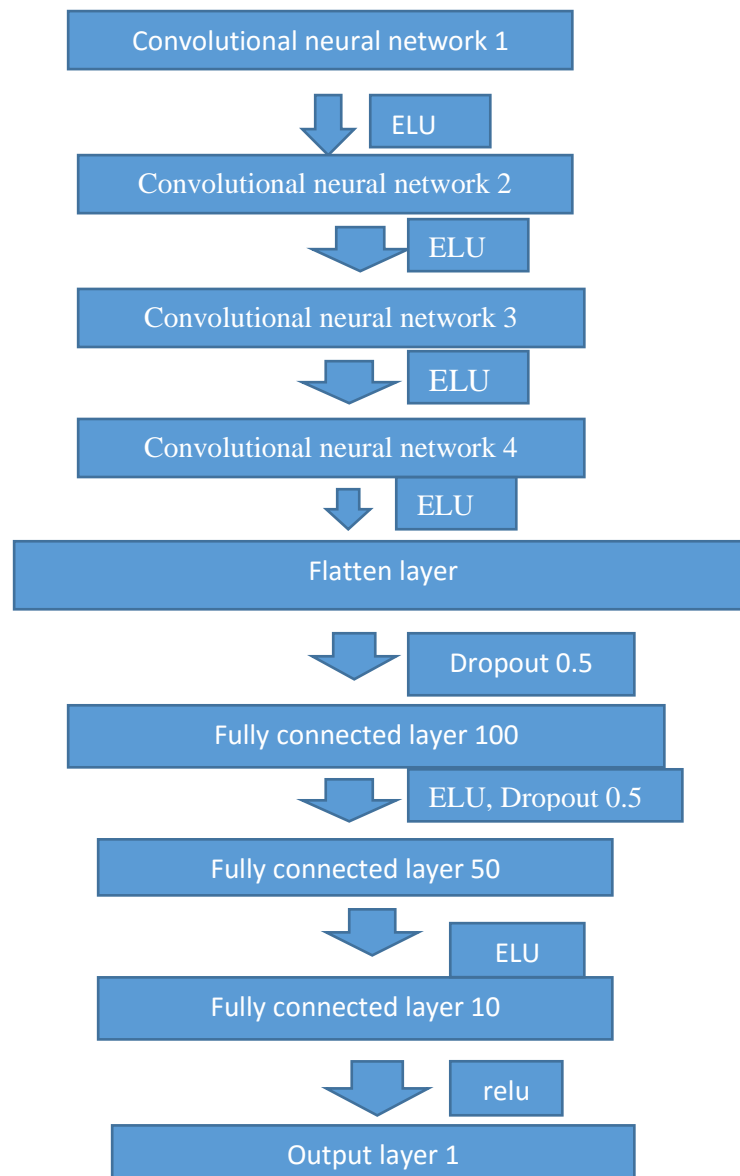 Convolutional neural network 1
ELU
Convolutional neural network 2
ELU
Convolutional neural network 3
ELU
Convolutional neural network 4
ELU
Flatten layer
Dropout 0.5
Fully connected layer 100
ELU, Dropout 0.5
Fully connected layer 50
ELU
Fully connected layer 10
relu
Output layer 1